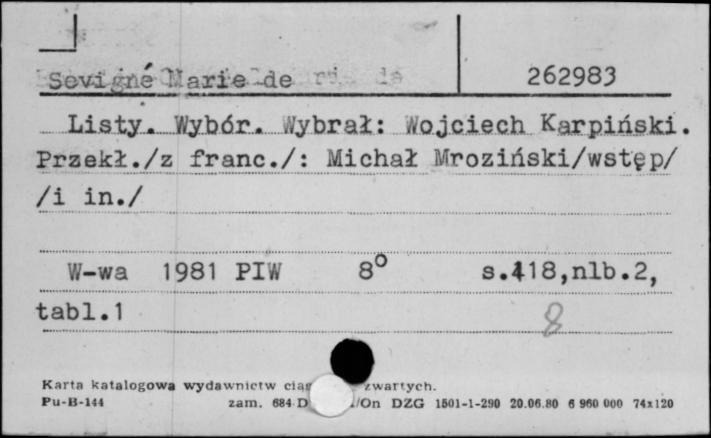 Sevigné Marie de 262983
Listy. Wybór. Wybrał: Wojciech Karpiński.
Przekł./z franc./: Michał Mroziński/wstęp/
/i in./
W-wa 1981 PIW 8° s.418,nlb.2,
tabl.1 8
Karta katalogowa wydawnictw zwartych.
Pu-B-144 zam. 684 D /On DZG 1501-1-290 20.06.80 6 960 000 74x120